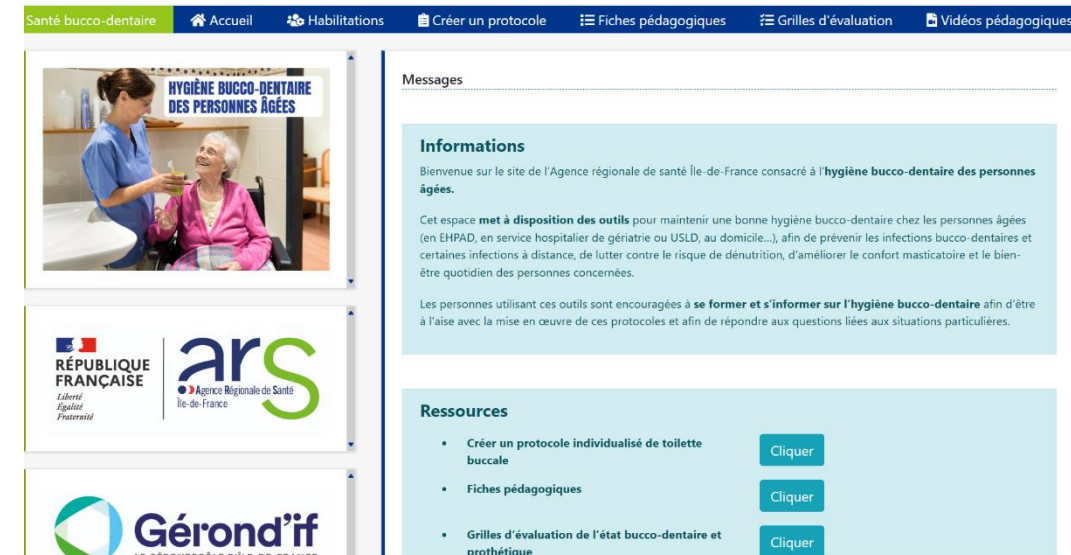 Santé bucco-dentaire
Accueil
Habilitations
Créer un protocole
Fiches pédagogiques
Grilles d'évaluation
Vidéos pédagogiques
HYGIÈNE BUCCO-DENTAIRE
DES PERSONNES ÂGÉES
RÉPUBLIQUE
FRANÇAISE
Liberté
Égalité
Fraternité
ars
Agence Régionale de Santé
Île-de-France
Gérond'if
Messages
Informations
Bienvenue sur le site de l'Agence régionale de santé Île-de-France consacré à l'hygiène bucco-dentaire des personnes
âgées.
Cet espace met à disposition des outils pour maintenir une bonne hygiène bucco-dentaire chez les personnes âgées
(en EHPAD, en service hospitalier de gériatrie ou USLD, au domicile...), afin de prévenir les infections bucco-dentaires et
certaines infections à distance, de lutter contre le risque de dénutrition, d'améliorer le confort masticatoire et le bien-
être quotidien des personnes concernées.
Les personnes utilisant ces outils sont encouragées à se former et s'informer sur l'hygiène bucco-dentaire afin d'être
à l'aise avec la mise en œuvre de ces protocoles et afin de répondre aux questions liées aux situations particulières.
Ressources
• Créer un protocole individualisé de toilette
buccale
Cliquer
• Fiches pédagogiques
Cliquer
• Grilles d'évaluation de l'état bucco-dentaire et
prothétique
Cliquer